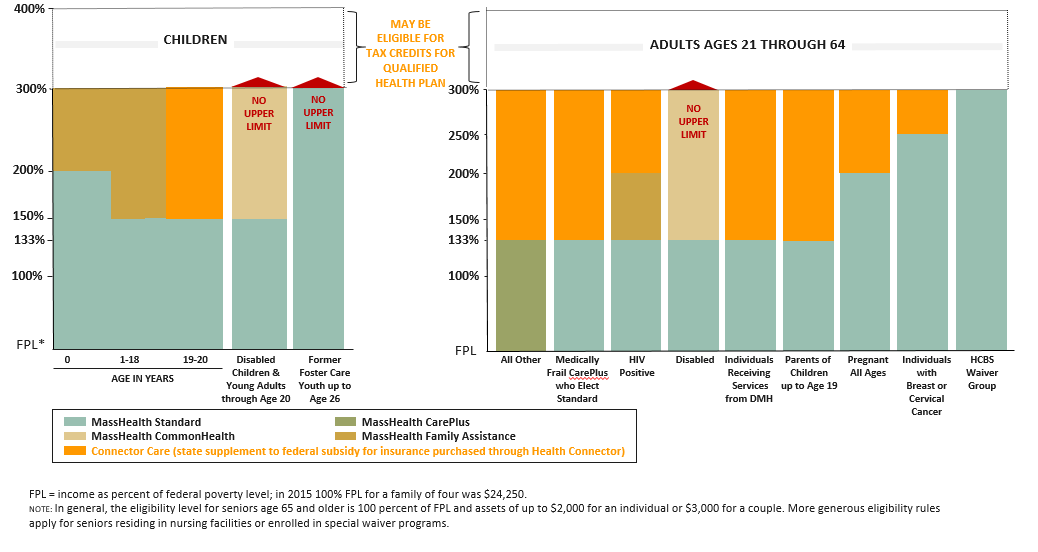 400%
CHILDREN
300%
200%
150%
133%
100%
FPL*
NO
UPPER
LIMIT
NO
UPPER
LIMIT
0
1-18
19-20
AGE IN YEARS
Disabled
Children &
Young Adults
through Age 20
Former
Foster Care
Youth up to
Age 26
MAY BE
ELIGIBLE FOR
TAX CREDITS FOR
QUALIFIED
HEALTH PLAN
ADULTS AGES 21 THROUGH 64
300%
250%
200%
150%
133%
100%
FPL
NO
UPPER
LIMIT
All Other
Medically
Frail CarePlus
who Elect
Standard
HIV
Positive
Disabled
Individuals
Receiving
Services
from DMH
Parents of
Children
up to Age 19
Pregnant
All Ages
Individuals
with
Breast or
Cervical
Cancer
HCBS
Waiver
Group
MassHealth Standard
MassHealth CarePlus
MassHealth CommonHealth
MassHealth Family Assistance
Connector Care (state supplement to federal subsidy for insurance purchased through Health Connector)
FPL = income as percent of federal poverty level; in 2015 100% FPL for a family of four was $24,250.
NOTE: In general, the eligibility level for seniors age 65 and older is 100 percent of FPL and assets of up to $2,000 for an individual or $3,000 for a couple. More generous eligibility rules
apply for seniors residing in nursing facilities or enrolled in special waiver programs.